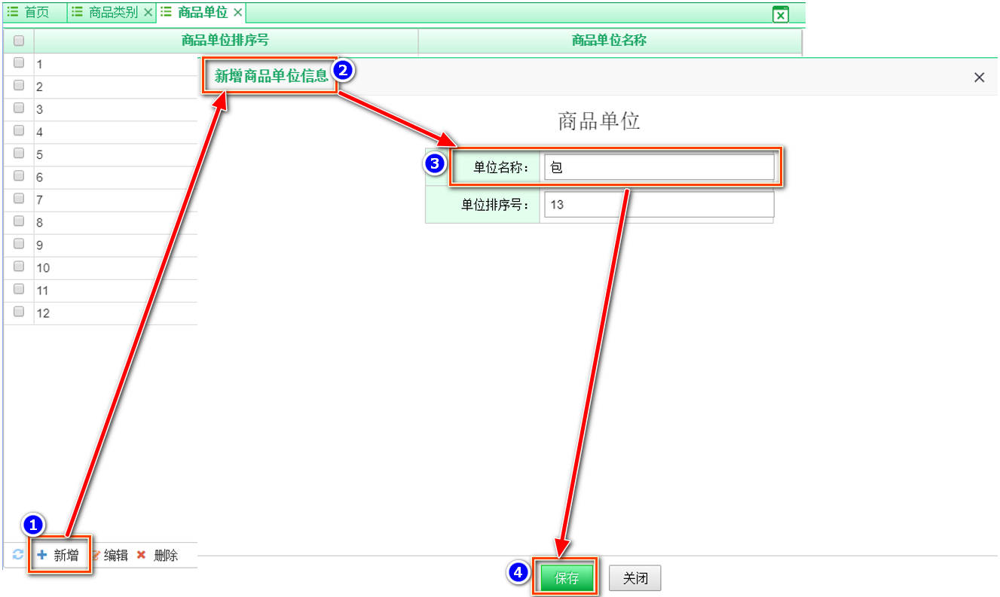 首页 商品类别 商品单位
商品单位排序号 商品单位名称
1
新增商品单位信息 2
2
3
商品单位
4
5
3 单位名称： 包
6
7
单位排序号： 13
8
9
10
11
12
1
新增 编辑 删除
4 保存 关闭